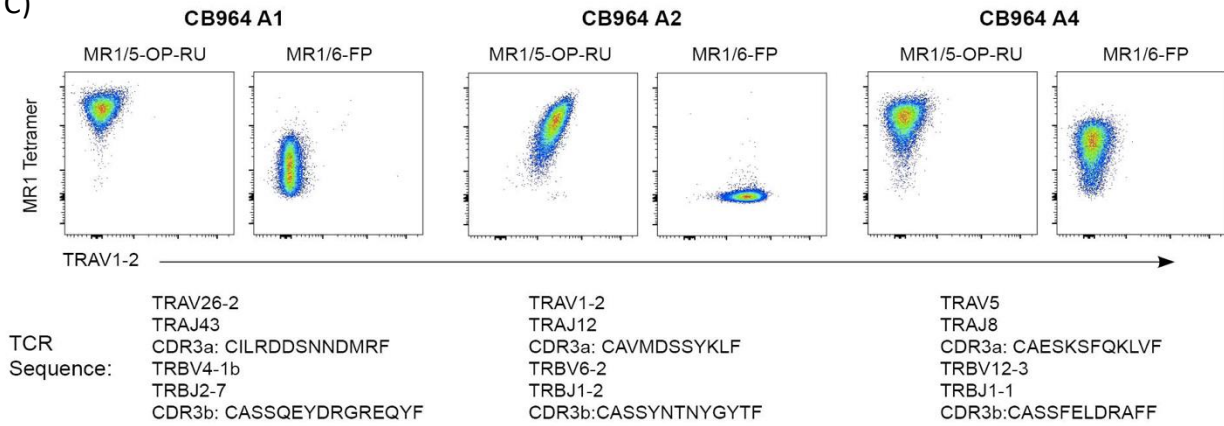 C)
CB964 A1 CB964 A2 CB964 A4
MR1/5-OP-RU MR1/6-FP MR1/5-OP-RU MR1/6-FP MR1/5-OP-RU MR1/6-FP
MR1 Tetramer
TRAV1-2
TCR
Sequence:
TRAV26-2
TRAJ43
CDR3a: CILRDDSNNDMRF
TRBV4-1b
TRBJ2-7
CDR3b: CASSQEYDRGREQYF
TRAV1-2
TRAJ12
CDR3a: CAVMDSSYKLF
TRBV6-2
TRBJ1-2
CDR3b:CASSYNTNYGYTF
TRAV5
TRAJ8
CDR3a: CAESKSFQKLVF
TRBV12-3
TRBJ1-1
CDR3b:CASSFELDRAFF